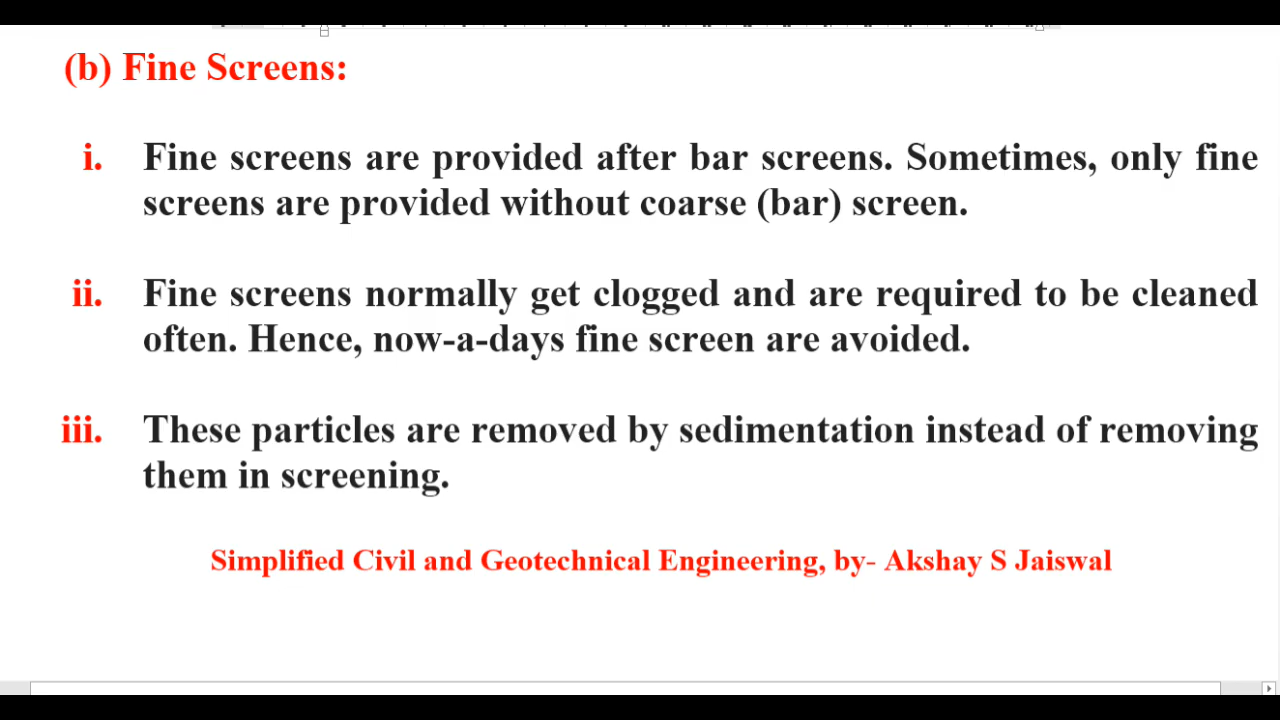 (b) Fine Screens:
i. Fine screens are provided after bar screens. Sometimes, only fine
screens are provided without coarse (bar) screen.
ii. Fine screens normally get clogged and are required to be cleaned
often. Hence, now-a-days fine screen are avoided.
iii. These particles are removed by sedimentation instead of removing
them in screening.
Simplified Civil and Geotechnical Engineering, by- Akshay S Jaiswal